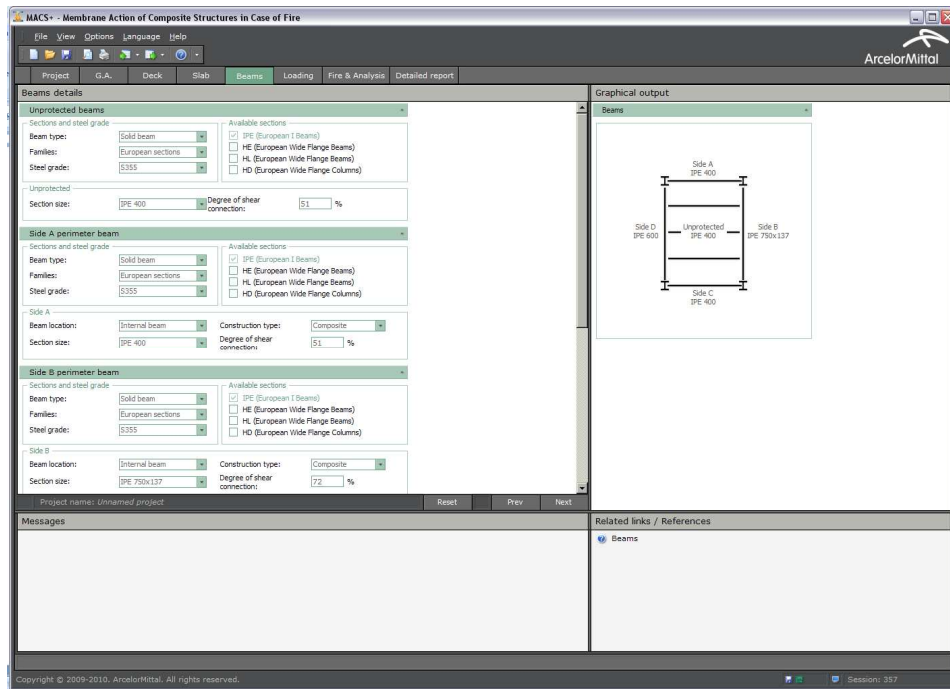 MACS+ - Membrane Action of Composite Structures in Case of Fire
File View Options Language Help
ArcelorMittal
Project G.A. Deck Slab Beams Loading Fire & Analysis Detailed report
Beams details
Unprotected beams
Sections and steel grade
Available sections
Beam type: Solid beam
Families: European sections
Steel grade: S355
IPE (European I Beams)
HE (European Wide Flange Beams)
HL (European Wide Flange Beams)
HD (European Wide Flange Columns)
Unprotected
Section size: IPE 400
Degree of shear connection: 51 %
Side A perimeter beam
Sections and steel grade
Available sections
Beam type: Solid beam
Families: European sections
Steel grade: S355
IPE (European I Beams)
HE (European Wide Flange Beams)
HL (European Wide Flange Beams)
HD (European Wide Flange Columns)
Side A
Beam location: Internal beam
Construction type: Composite
Section size: IPE 400
Degree of shear connection: 51 %
Side B perimeter beam
Sections and steel grade
Available sections
Beam type: Solid beam
Families: European sections
Steel grade: S355
IPE (European I Beams)
HE (European Wide Flange Beams)
HL (European Wide Flange Beams)
HD (European Wide Flange Columns)
Side B
Beam location: Internal beam
Construction type: Composite
Section size: IPE 750x137
Degree of shear connection: 72 %
Project name: Unnamed project
Reset Prev Next
Graphical output
Beams
Side A
IPE 400
Side D
IPE 600
Unprotected
IPE 400
Side B
IPE 750x137
Side C
IPE 400
Messages
Related links / References
Beams
Copyright © 2009-2010. ArcelorMittal. All rights reserved.
Session: 357